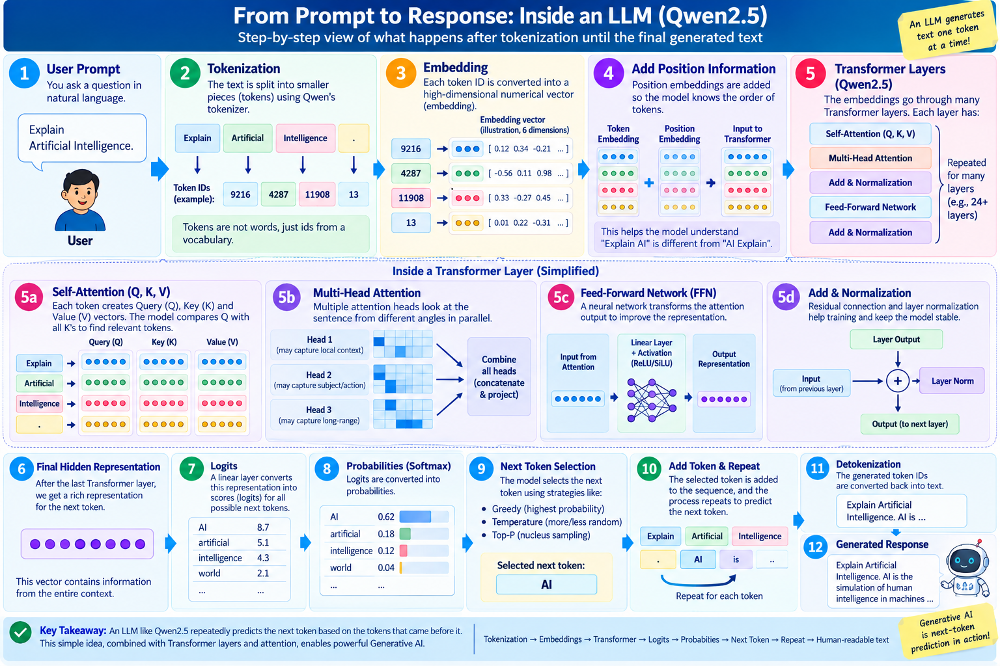 From Prompt to Response: Inside an LLM (Qwen2.5)
Step-by-step view of what happens after tokenization until the final generated text
An LLM generates
text one token
at a time!
1
User Prompt
You ask a question in
natural language.
Explain
Artificial Intelligence.
User
2
Tokenization
The text is split into smaller
pieces (tokens) using Qwen's
tokenizer.
Explain Artificial Intelligence .
Token IDs
(example):
9216 4287 11908 13
Tokens are not words, just ids from a
vocabulary.
3
Embedding
Each token ID is converted into a
high-dimensional numerical vector
(embedding).
Embedding vector
(illustration, 6 dimensions)
9216 [ 0.12 0.34 -0.21 ... ]
4287 [ -0.56 0.11 0.98 ... ]
11908 [ 0.33 -0.27 0.45 ... ]
13 [ 0.01 0.22 -0.31 ... ]
4
Add Position Information
Position embeddings are added
so the model knows the order of
tokens.
Token
Embedding
Position
Embedding
Input to
Transformer
+
This helps the model understand
"Explain AI" is different from "AI Explain".
5
Transformer Layers
(Qwen2.5)
The embeddings go through many
Transformer layers. Each layer has:
Self-Attention (Q, K, V)
Multi-Head Attention
Add & Normalization
Feed-Forward Network
Add & Normalization
Repeated
for many
layers
(e.g., 24+
layers)
Inside a Transformer Layer (Simplified)
5a
Self-Attention (Q, K, V)
Each token creates Query (Q), Key (K) and
Value (V) vectors. The model compares Q with
all K's to find relevant tokens.
Query (Q) Key (K) Value (V)
Explain
Artificial
Intelligence
.
5b
Multi-Head Attention
Multiple attention heads look at the
sentence from different angles in parallel.
Head 1
(may capture local context)
Head 2
(may capture subject/action)
Head 3
(may capture long-range)
Combine
all heads
(concatenate
& project)
5c
Feed-Forward Network (FFN)
A neural network transforms the attention
output to improve the representation.
Input from
Attention
Linear Layer
+ Activation
(ReLU/SiLU)
Output
Representation
5d
Add & Normalization
Residual connection and layer normalization
help training and keep the model stable.
Layer Output
Input
(from previous layer)
+
Layer Norm
Output (to next layer)
6
Final Hidden Representation
After the last Transformer layer,
we get a rich representation
for the next token.
This vector contains information
from the entire context.
7
Logits
A linear layer converts
this representation into
scores (logits) for all
possible next tokens.
AI 8.7
artificial 5.1
intelligence 4.3
world 2.1
... ...
8
Probabilities (Softmax)
Logits are converted into
probabilities.
AI 0.62
artificial 0.18
intelligence 0.12
world 0.04
... ...
9
Next Token Selection
The model selects the next
token using strategies like:
• Greedy (highest probability)
• Temperature (more/less random)
• Top-P (nucleus sampling)
Selected next token:
AI
10
Add Token & Repeat
The selected token is added
to the sequence, and the
process repeats to predict
the next token.
Explain Artificial Intelligence
. AI is ..
Repeat for each token
11
Detokenization
The generated token IDs
are converted back into text.
Explain Artificial
Intelligence. AI is ...
12
Generated Response
Explain Artificial
Intelligence. AI is the
simulation of human
intelligence in machines ...
Key Takeaway: An LLM like Qwen2.5 repeatedly predicts the next token based on the tokens that came before it.
This simple idea, combined with Transformer layers and attention, enables powerful Generative AI.
Tokenization → Embeddings → Transformer → Logits → Probabities → Next Token → Repeat → Human-readable text
Generative AI
is next-token
prediction in action!